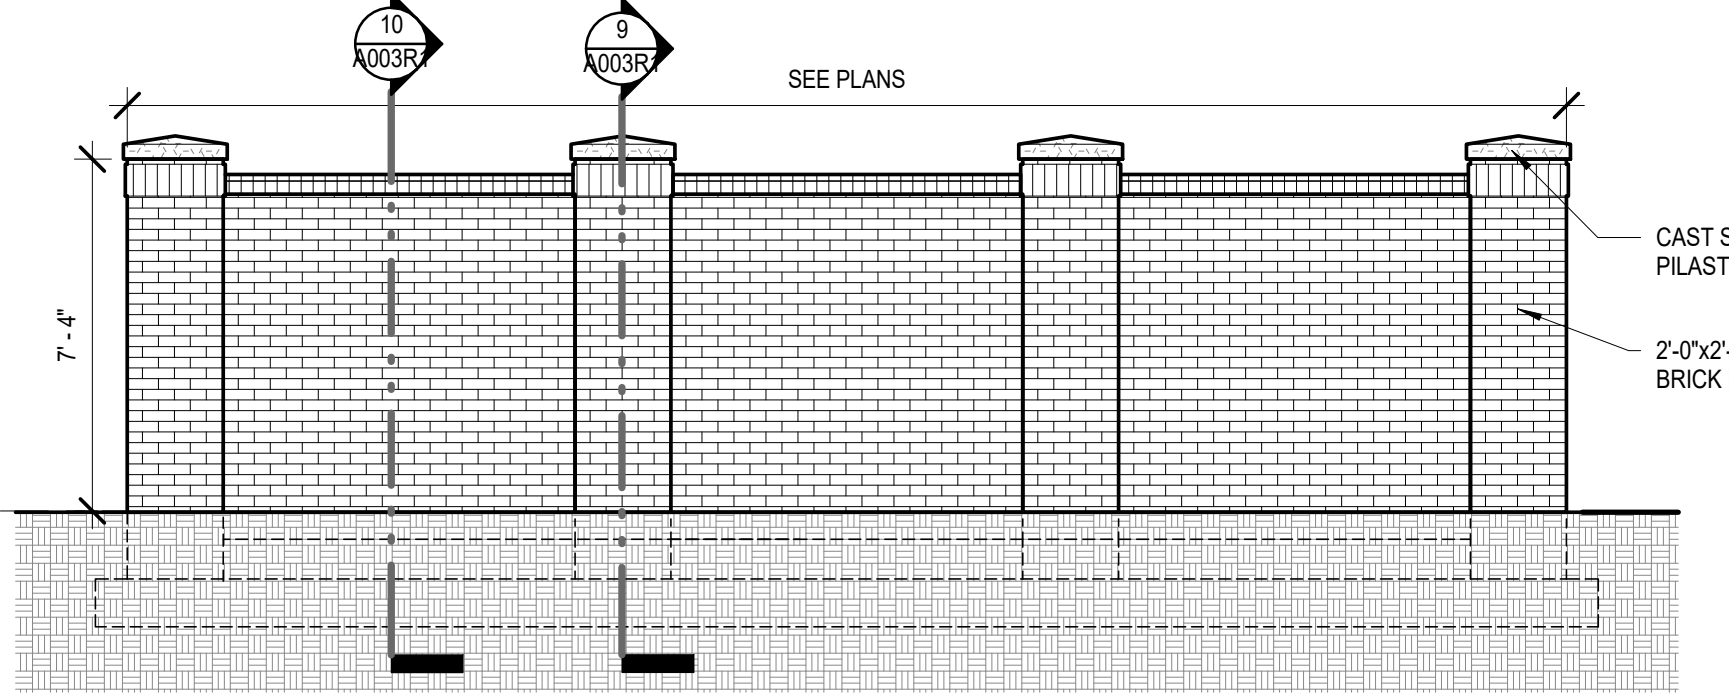 10
A003R1
9
A003R1
SEE PLANS
7' - 4"
CAST
PILAST
2'-0"x2'-
BRICK